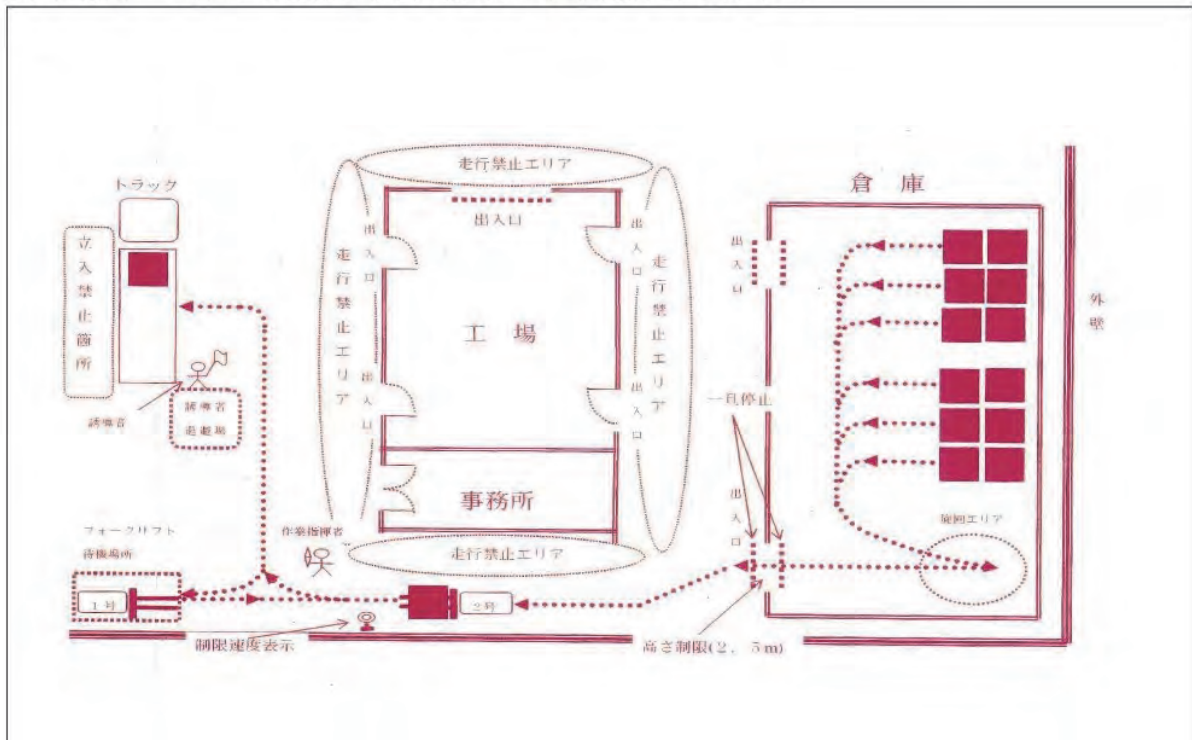 走行禁止エリア
トラック
倉庫
出入口
出入口
出入口
出入口
立入禁止箇所
走行禁止エリア
走行禁止エリア
外壁
工場
出入口
出入口
一旦停止
誘導者
誘導者
退避場
出入口
事務所
旋回エリア
フォークリフト
待機場所
作業指揮者
走行禁止エリア
1号
2号
制限速度表示
高さ制限(2．5m)